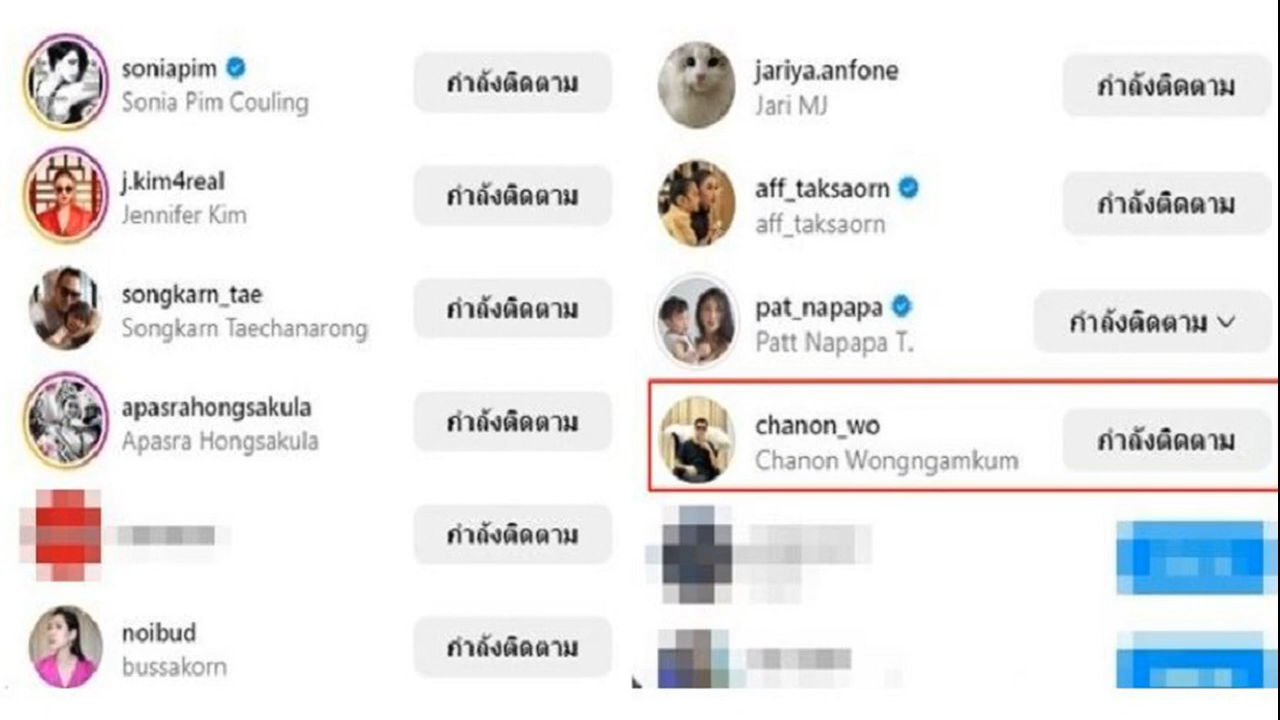 soniapim
Sonia Pim Couling
กำลังติดตาม
j.kim4real
Jennifer Kim
กำลังติดตาม
songkarn_tae
Songkarn Taechanarong
กำลังติดตาม
apasrahongsakula
Apasra Hongsakula
กำลังติดตาม
กำลังติดตาม
noibud
bussakorn
กำลังติดตาม
jariya.anfone
Jari MJ
กำลังติดตาม
aff_taksaorn
aff_taksaorn
กำลังติดตาม
pat_napapa
Patt Napapa T.
กำลังติดตาม
chanon_wo
Chanon Wongngamkum
กำลังติดตาม